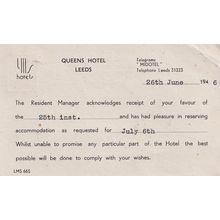 LMS
hotels
QUEENS HOTEL
LEEDS
Telegrams
"MIDOTEL"
Telephone Leeds 31323
26th June 1946
The Resident Manager acknowledges receipt of your favour of
the 25th inst. and has had pleasure in reserving
accommodation as requested for July 6th
Whilst unable to promise any particular part of the Hotel the best
possible will be done to comply with your wishes.
LMS 665